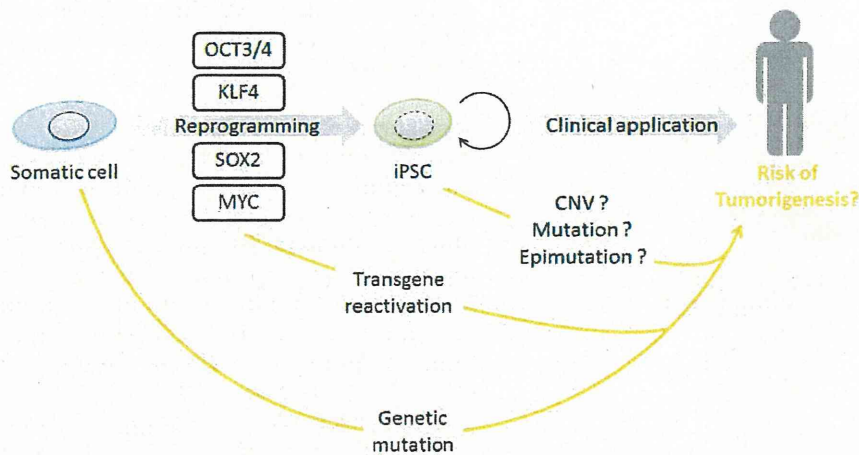 OCT3/4
KLF4
Reprogramming
SOX2
MYC
Somatic cell
iPSC
Clinical application
Risk of
Tumorigenesis?
CNV ?
Mutation ?
Epimutation ?
Transgene
reactivation
Genetic
mutation